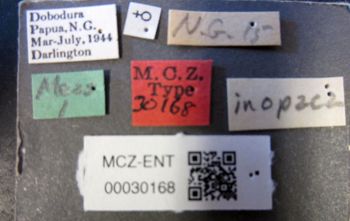 Dobodura
Papua, N.G.
Mar-July, 1944
Darlington
♀
N.G. 15
M. C. Z.
Type
30168
inopaca
MCZ-ENT
00030168